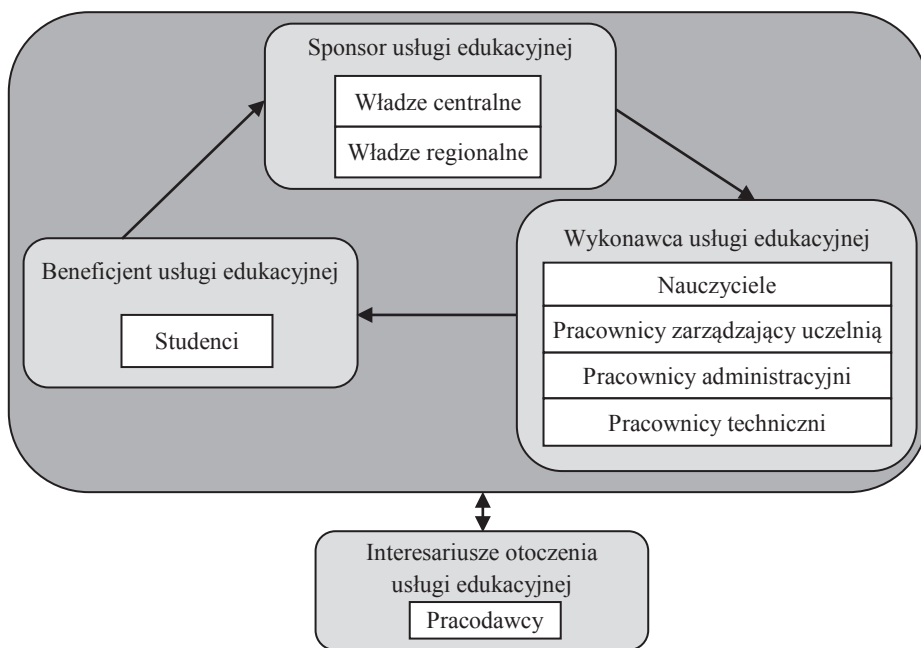 Sponsor usługi edukacyjnej
Władze centralne
Władze regionalne
Wykonawca usługi edukacyjnej
Nauczyciele
Pracownicy zarządzający uczelnią
Pracownicy administracyjni
Pracownicy techniczni
Beneficjent usługi edukacyjnej
Studenci
Interesariusze otoczenia
usługi edukacyjnej
Pracodawcy